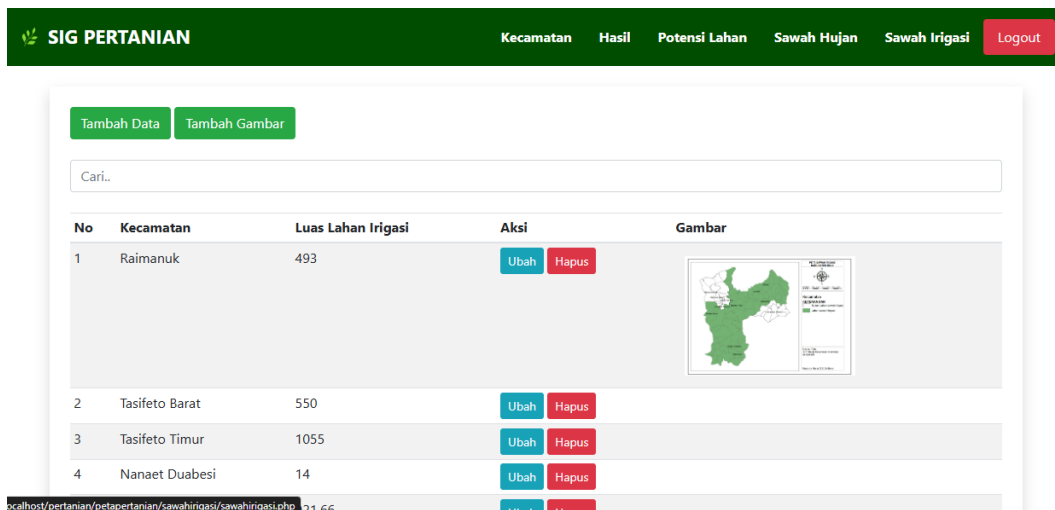 SIG PERTANIAN
Kecamatan Hasil Potensi Lahan Sawah Hujan Sawah Irigasi Logout
Tambah Data Tambah Gambar
Cari..
No Kecamatan Luas Lahan Irigasi Aksi Gambar
1 Raimanuk 493 Ubah Hapus
2 Tasifeto Barat 550 Ubah Hapus
3 Tasifeto Timur 1055 Ubah Hapus
4 Nanaet Duabesi 14 Ubah Hapus
ocalhost/pertanian/petapertanian/sawahirigasi/sawahirigasi.php